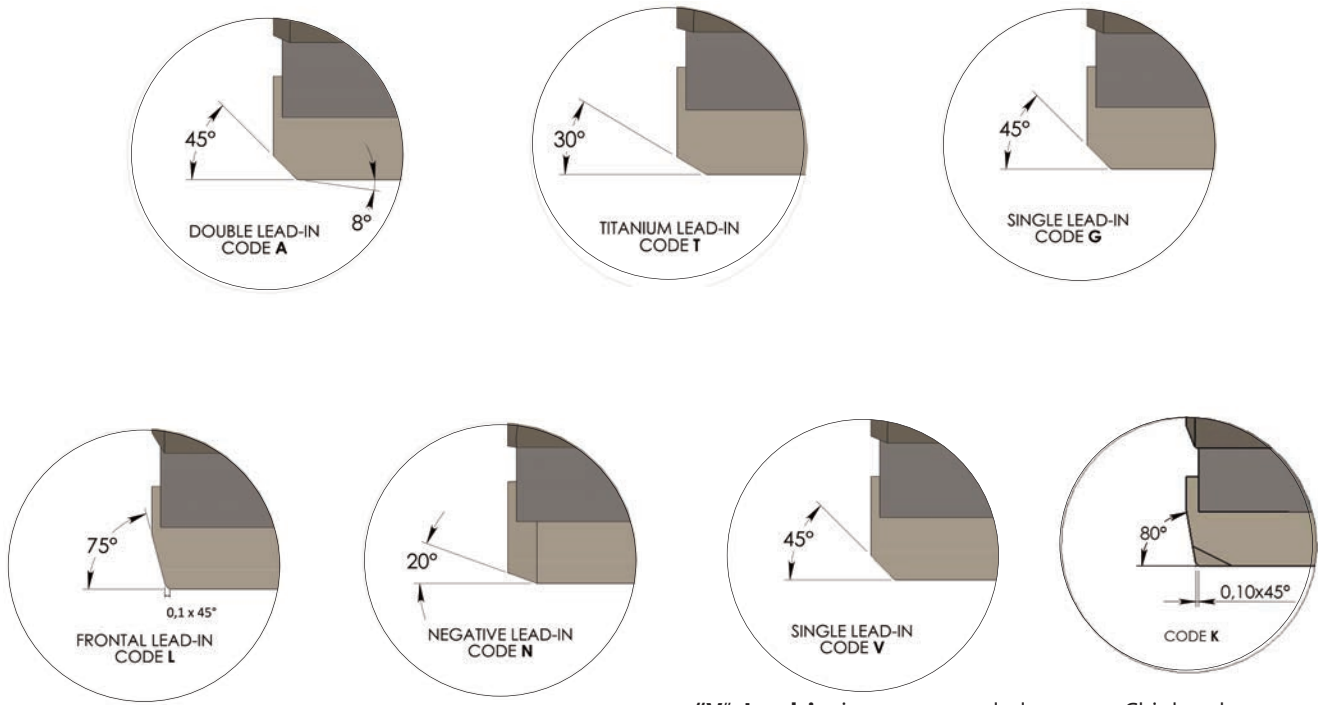 45°
8°
DOUBLE LEAD-IN
CODE A
30°
TITANIUM LEAD-IN
CODE T
45°
SINGLE LEAD-IN
CODE G
75°
0,1 x 45°
FRONTAL LEAD-IN
CODE L
20°
NEGATIVE LEAD-IN
CODE N
45°
SINGLE LEAD-IN
CODE V
80°
0,10x45°
CODE K